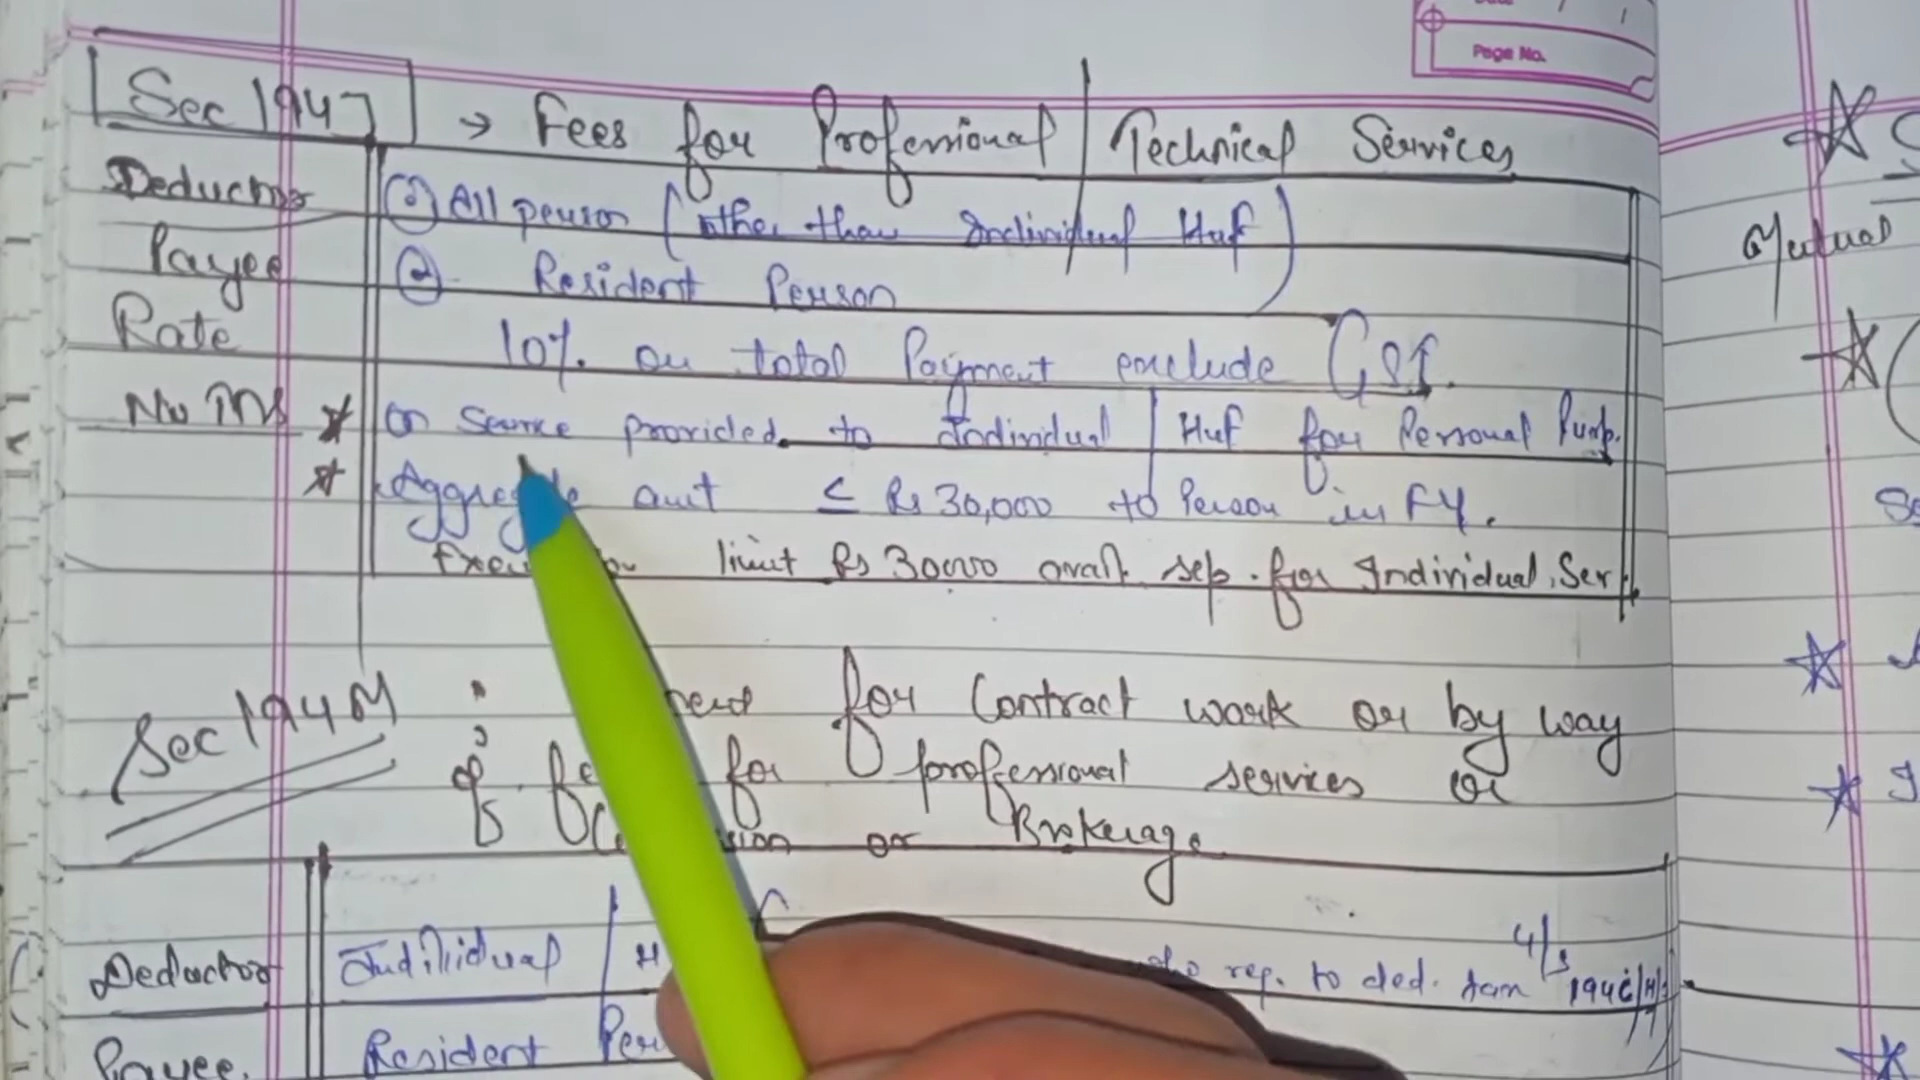 Page No.
Sec 194J → Fees for Professional | Technical Services
Deductor ① All person (other than Individual Huf)
Payee ② Resident Person
Rate 10% on total Payment exclude GST.
No TDS * on Service provided to Individual | Huf for Personal Purp.
* Aggregate amt ≤ Rs 30,000 to Person in FY.
limit Rs 30000 avail sep. for Individual Ser
Sec 194M : for Contract work or by way
of for professional services or
or Brokerage
Deductor Individual / rep. to ded. 4/s 194C/H/J
Payee Resident
Mutual